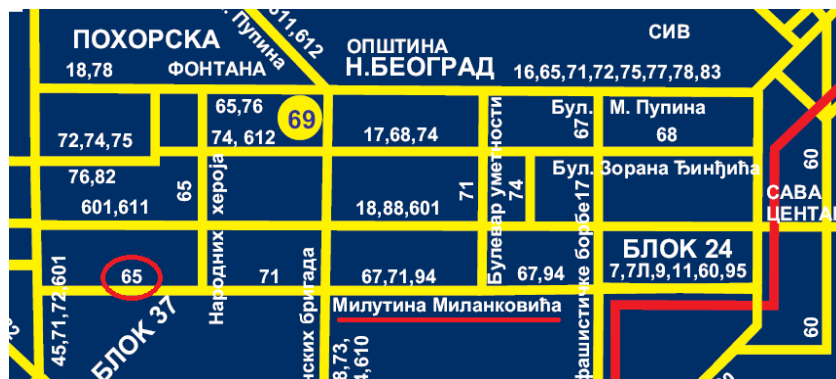 611,612
М. Пупина
ПОХОРСКА
18,78
ФОНТАНА
ОПШТИНА
Н.БЕОГРАД
СИВ
16,65,71,72,75,77,78,83
65,76
69
74, 612
72,74,75
17,68,74
Бул.
М. Пупина
67
68
76,82
601,611
65
Народних хероја
18,88,601
71
Булевар уметности
74
Бул. Зорана Ђинђића
17
60
САВА
ЦЕНТАР
45,71,72,601
65
71
67,71,94
67,94
БЛОК 24
7,7Л,9,11,60,95
БЛОК 37
Милутина Миланковића
60